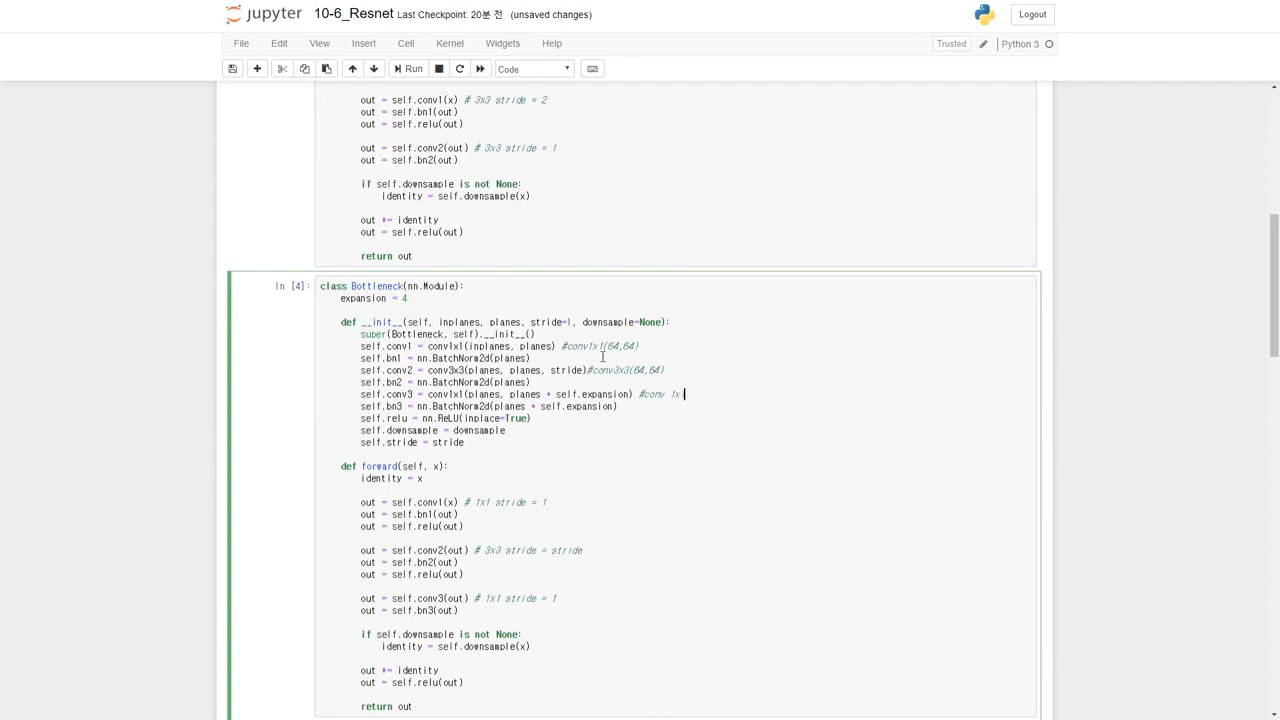 jupyter 10-6_Resnet Last Checkpoint: 20분 전 (unsaved changes) Logout
File Edit View Insert Cell Kernel Widgets Help Trusted Python 3
Run Code
out = self.conv1(x) # 3x3 stride = 2
out = self.bn1(out)
out = self.relu(out)
out = self.conv2(out) # 3x3 stride = 1
out = self.bn2(out)
if self.downsample is not None:
identity = self.downsample(x)
out += identity
out = self.relu(out)
return out
In [4]: class Bottleneck(nn.Module):
expansion = 4
def __init__(self, inplanes, planes, stride=1, downsample=None):
super(Bottleneck, self).__init__()
self.conv1 = conv1x1(inplanes, planes) #conv1x1(64,64)
self.bn1 = nn.BatchNorm2d(planes)
self.conv2 = conv3x3(planes, planes, stride)#conv3x3(64,64)
self.bn2 = nn.BatchNorm2d(planes)
self.conv3 = conv1x1(planes, planes * self.expansion) #conv 1x
self.bn3 = nn.BatchNorm2d(planes * self.expansion)
self.relu = nn.ReLU(inplace=True)
self.downsample = downsample
self.stride = stride
def forward(self, x):
identity = x
out = self.conv1(x) # 1x1 stride = 1
out = self.bn1(out)
out = self.relu(out)
out = self.conv2(out) # 3x3 stride = stride
out = self.bn2(out)
out = self.relu(out)
out = self.conv3(out) # 1x1 stride = 1
out = self.bn3(out)
if self.downsample is not None:
identity = self.downsample(x)
out += identity
out = self.relu(out)
return out